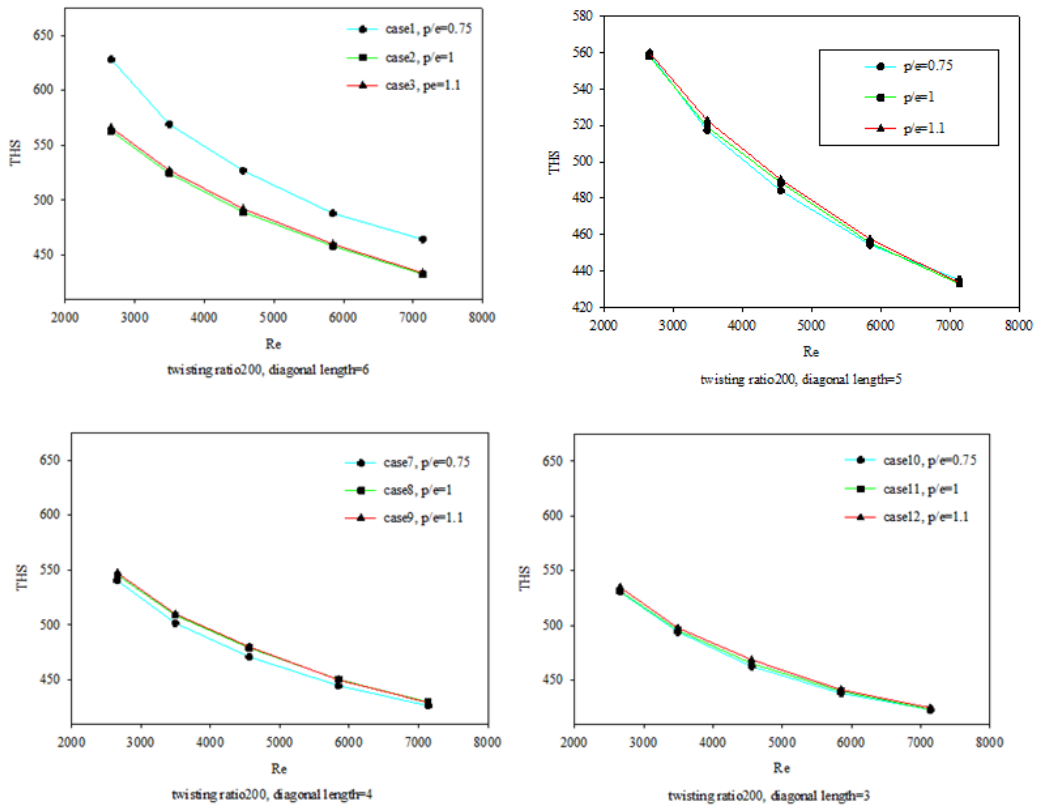 650
600
550
500
450
THS
case1, p/e=0.75
case2, p/e=1
case3, pe=1.1
2000 3000 4000 5000 6000 7000 8000
Re
twisting ratio200, diagonal length=6
580
560
540
520
500
480
460
440
420
THS
p/e=0.75
p/e=1
p/e=1.1
2000 3000 4000 5000 6000 7000 8000
Re
twisting ratio200, diagonal length=5
650
600
550
500
450
THS
case7, p/e=0.75
case8, p/e=1
case9, p/e=1.1
2000 3000 4000 5000 6000 7000 8000
Re
twisting ratio200, diagonal length=4
650
600
550
500
450
THS
case10, p/e=0.75
case11, p/e=1
case12, p/e=1.1
2000 3000 4000 5000 6000 7000 8000
Re
twisting ratio200, diagonal length=3